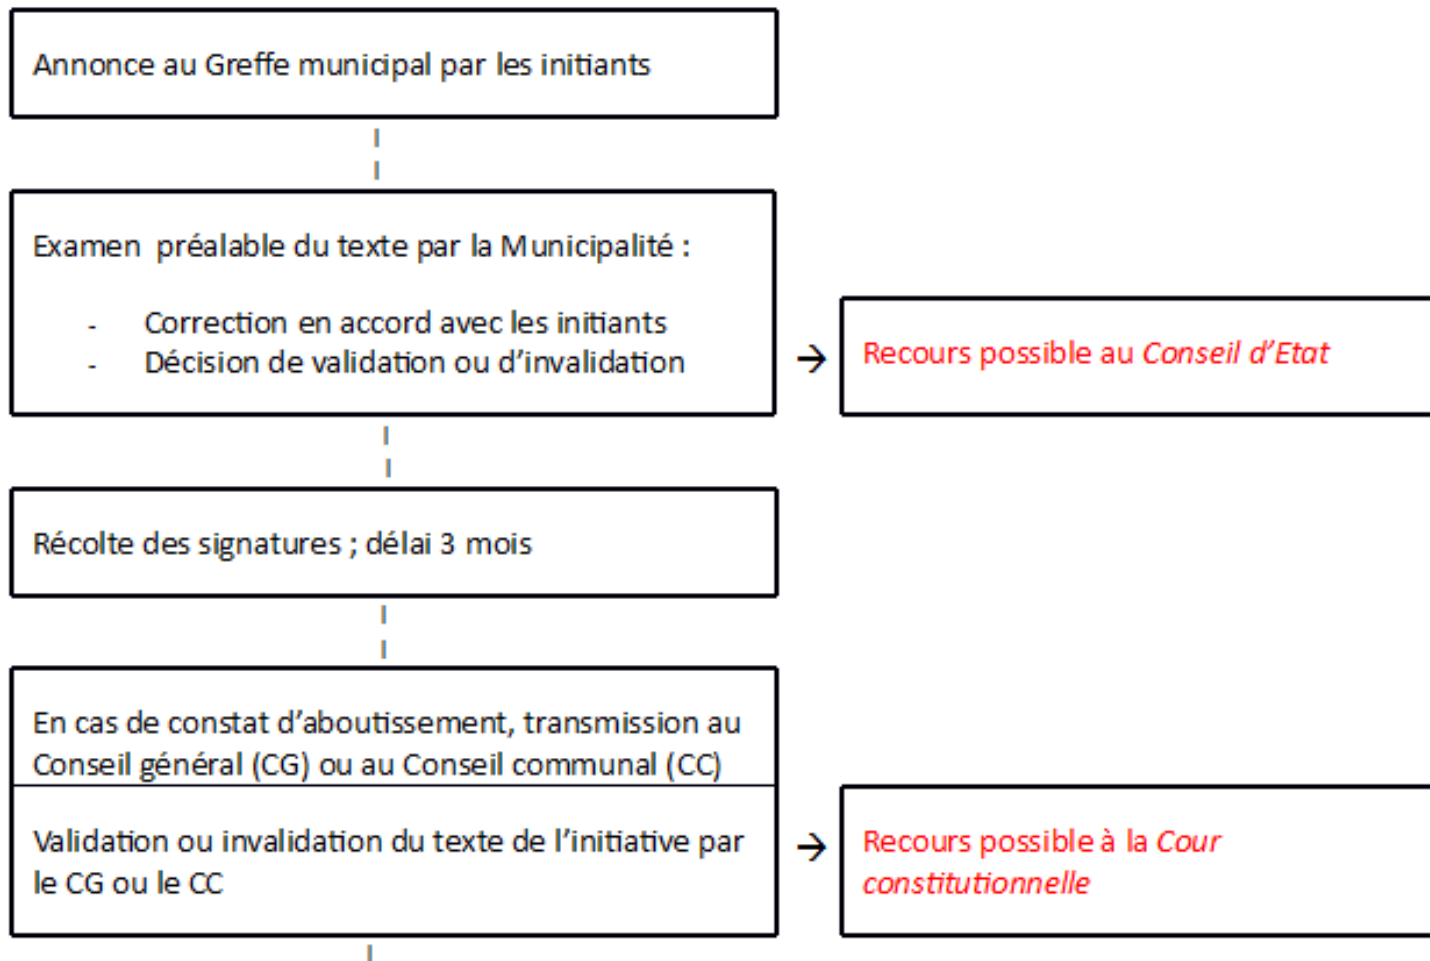 Annonce au Greffe municipal par les initiants
Examen préalable du texte par la Municipalité :
- Correction en accord avec les initiants
- Décision de validation ou d’invalidation
→ Recours possible au Conseil d’Etat
Récolte des signatures ; délai 3 mois
En cas de constat d’aboutissement, transmission au
Conseil général (CG) ou au Conseil communal (CC)
Validation ou invalidation du texte de l’initiative par
le CG ou le CC
→ Recours possible à la Cour
constitutionnelle